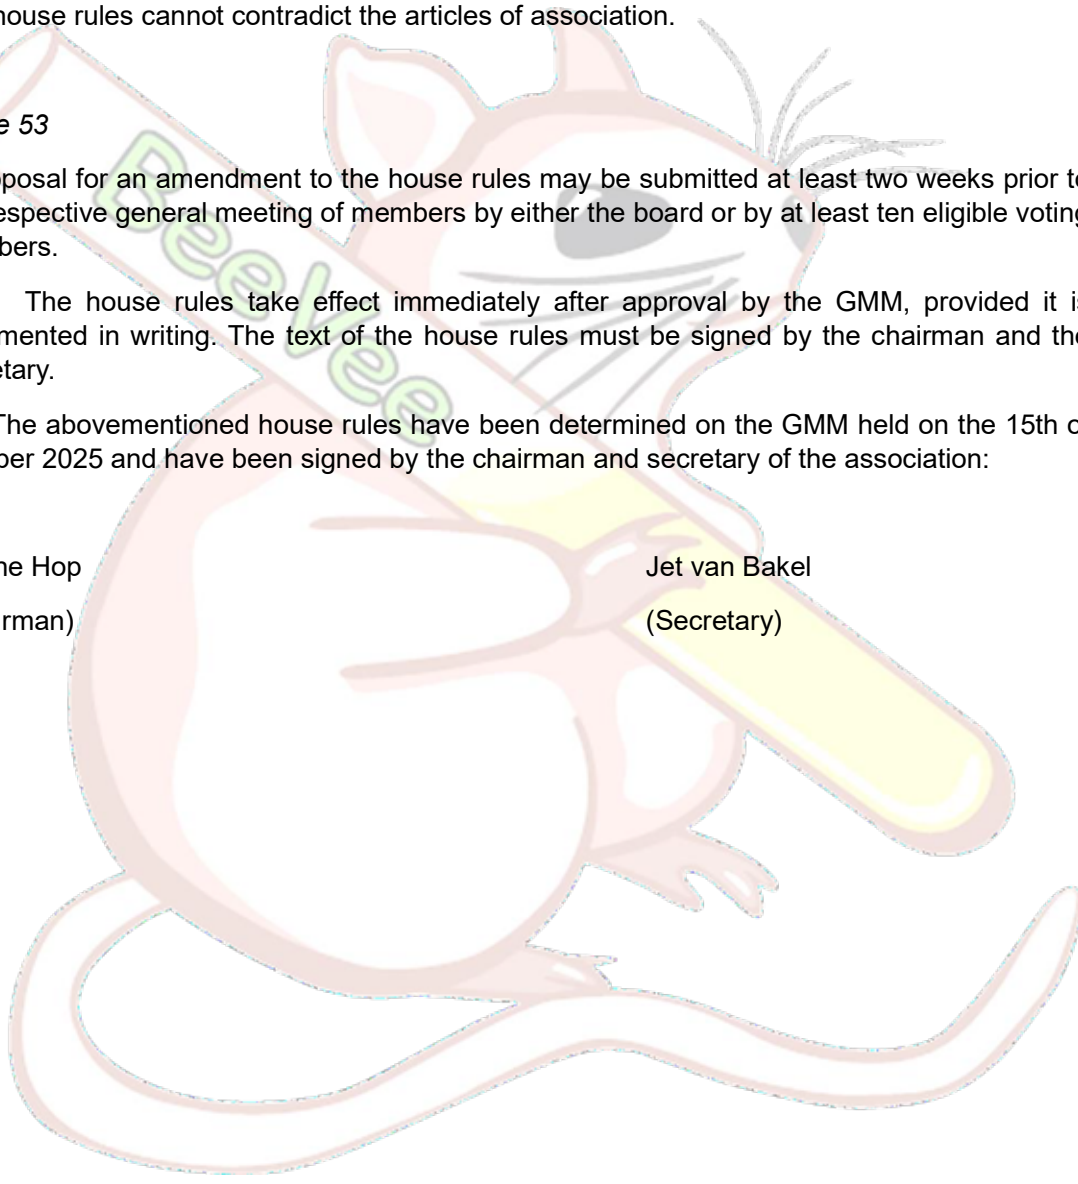 house rules cannot contradict the articles of association.
e 53
posal for an amendment to the house rules may be submitted at least two weeks prior to
espective general meeting of members by either the board or by at least ten eligible voting
bers.
The house rules take effect immediately after approval by the GMM, provided it is
mented in writing. The text of the house rules must be signed by the chairman and the
etary.
The abovementioned house rules have been determined on the GMM held on the 15th o
ber 2025 and have been signed by the chairman and secretary of the association:
ne Hop
Jet van Bakel
rman)
(Secretary)
BeeVee